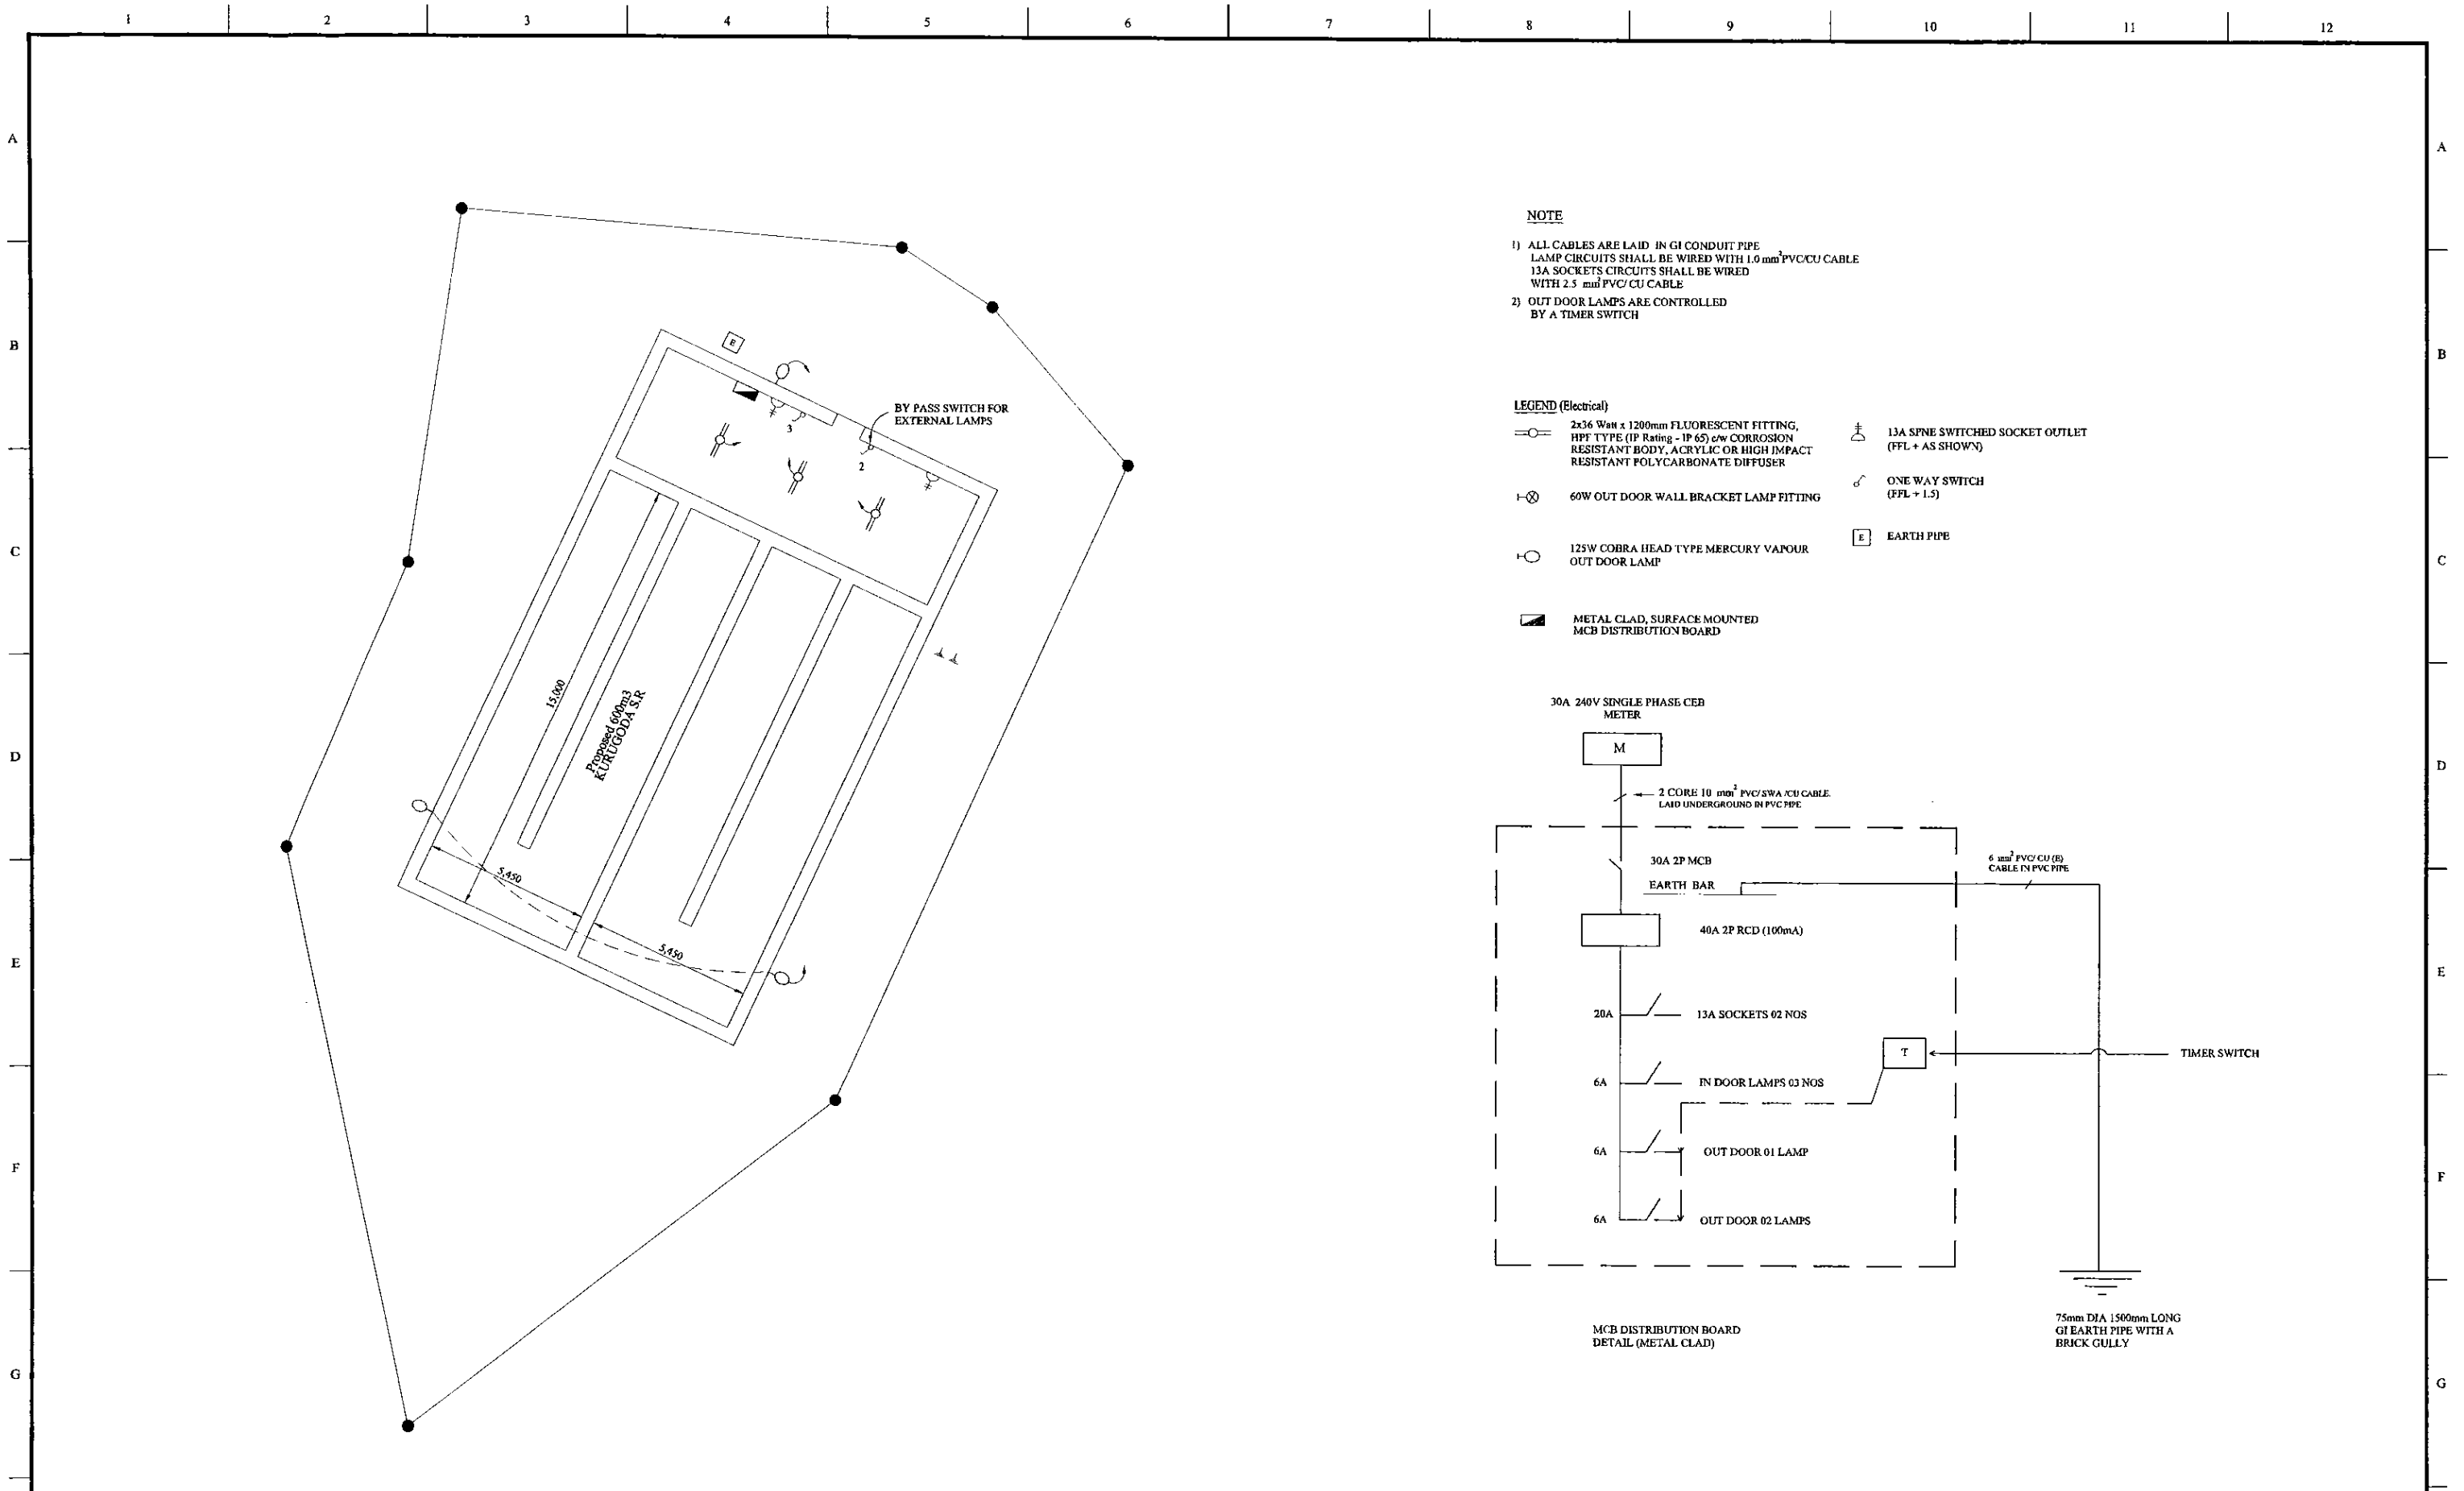 1 2 3 4 5 6 7 8 9 10 11 12
A
B
C
D
E
F
G
A
B
C
D
E
F
G
E
3
2
BY PASS SWITCH FOR
EXTERNAL LAMPS
15,000
Proposed 600m3
KURUGODA S.R
5,450
5,450
NOTE
1) ALL CABLES ARE LAID IN GI CONDUIT PIPE
LAMP CIRCUITS SHALL BE WIRED WITH 1.0 mm² PVC/CU CABLE
13A SOCKETS CIRCUITS SHALL BE WIRED
WITH 2.5 mm² PVC/ CU CABLE
2) OUT DOOR LAMPS ARE CONTROLLED
BY A TIMER SWITCH
LEGEND (Electrical)
2x36 Watt x 1200mm FLUORESCENT FITTING,
HPF TYPE (IP Rating - IP 65) c/w CORROSION
RESISTANT BODY, ACRYLIC OR HIGH IMPACT
RESISTANT POLYCARBONATE DIFFUSER
60W OUT DOOR WALL BRACKET LAMP FITTING
125W COBRA HEAD TYPE MERCURY VAPOUR
OUT DOOR LAMP
METAL CLAD, SURFACE MOUNTED
MCB DISTRIBUTION BOARD
13A SPNE SWITCHED SOCKET OUTLET
(FFL + AS SHOWN)
ONE WAY SWITCH
(FFL + 1.5)
E EARTH PIPE
30A 240V SINGLE PHASE CEB
METER
M
2 CORE 10 mm² PVC/ SWA /CU CABLE.
LAID UNDERGROUND IN PVC PIPE
30A 2P MCB
EARTH BAR
6 mm² PVC/ CU (E)
CABLE IN PVC PIPE
40A 2P RCD (100mA)
20A 13A SOCKETS 02 NOS
T
TIMER SWITCH
6A IN DOOR LAMPS 03 NOS
6A OUT DOOR 01 LAMP
6A OUT DOOR 02 LAMPS
MCB DISTRIBUTION BOARD
DETAIL (METAL CLAD)
75mm DIA 1500mm LONG
GI EARTH PIPE WITH A
BRICK GULLY